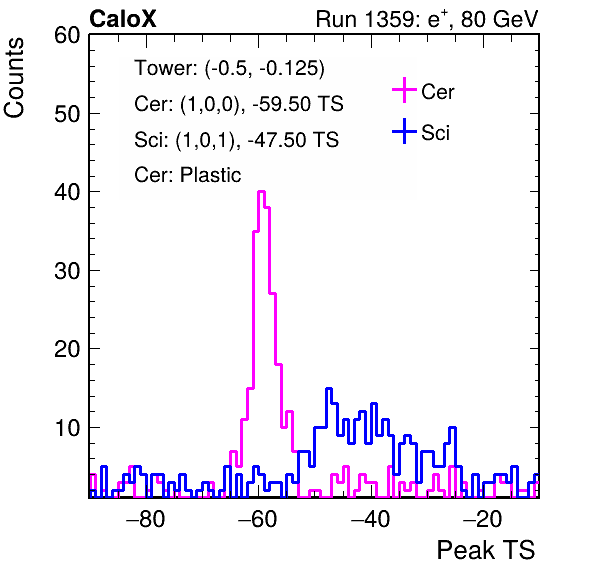 CaloX Run 1359: e⁺, 80 GeV
Counts
60
50
40
30
20
10
Tower: (-0.5, -0.125)
Cer: (1,0,0), -59.50 TS
Sci: (1,0,1), -47.50 TS
Cer: Plastic
Cer
Sci
−80 −60 −40 −20
Peak TS